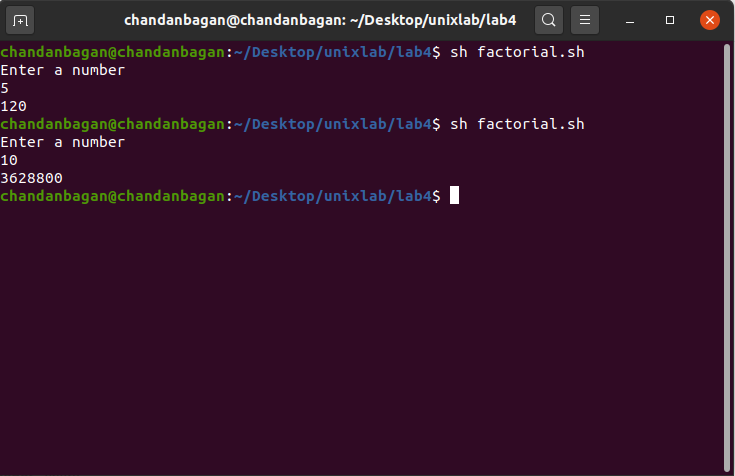 chandanbagan@chandanbagan: ~/Desktop/unixlab/lab4
chandanbagan@chandanbagan:~/Desktop/unixlab/lab4$ sh factorial.sh
Enter a number
5
120
chandanbagan@chandanbagan:~/Desktop/unixlab/lab4$ sh factorial.sh
Enter a number
10
3628800
chandanbagan@chandanbagan:~/Desktop/unixlab/lab4$